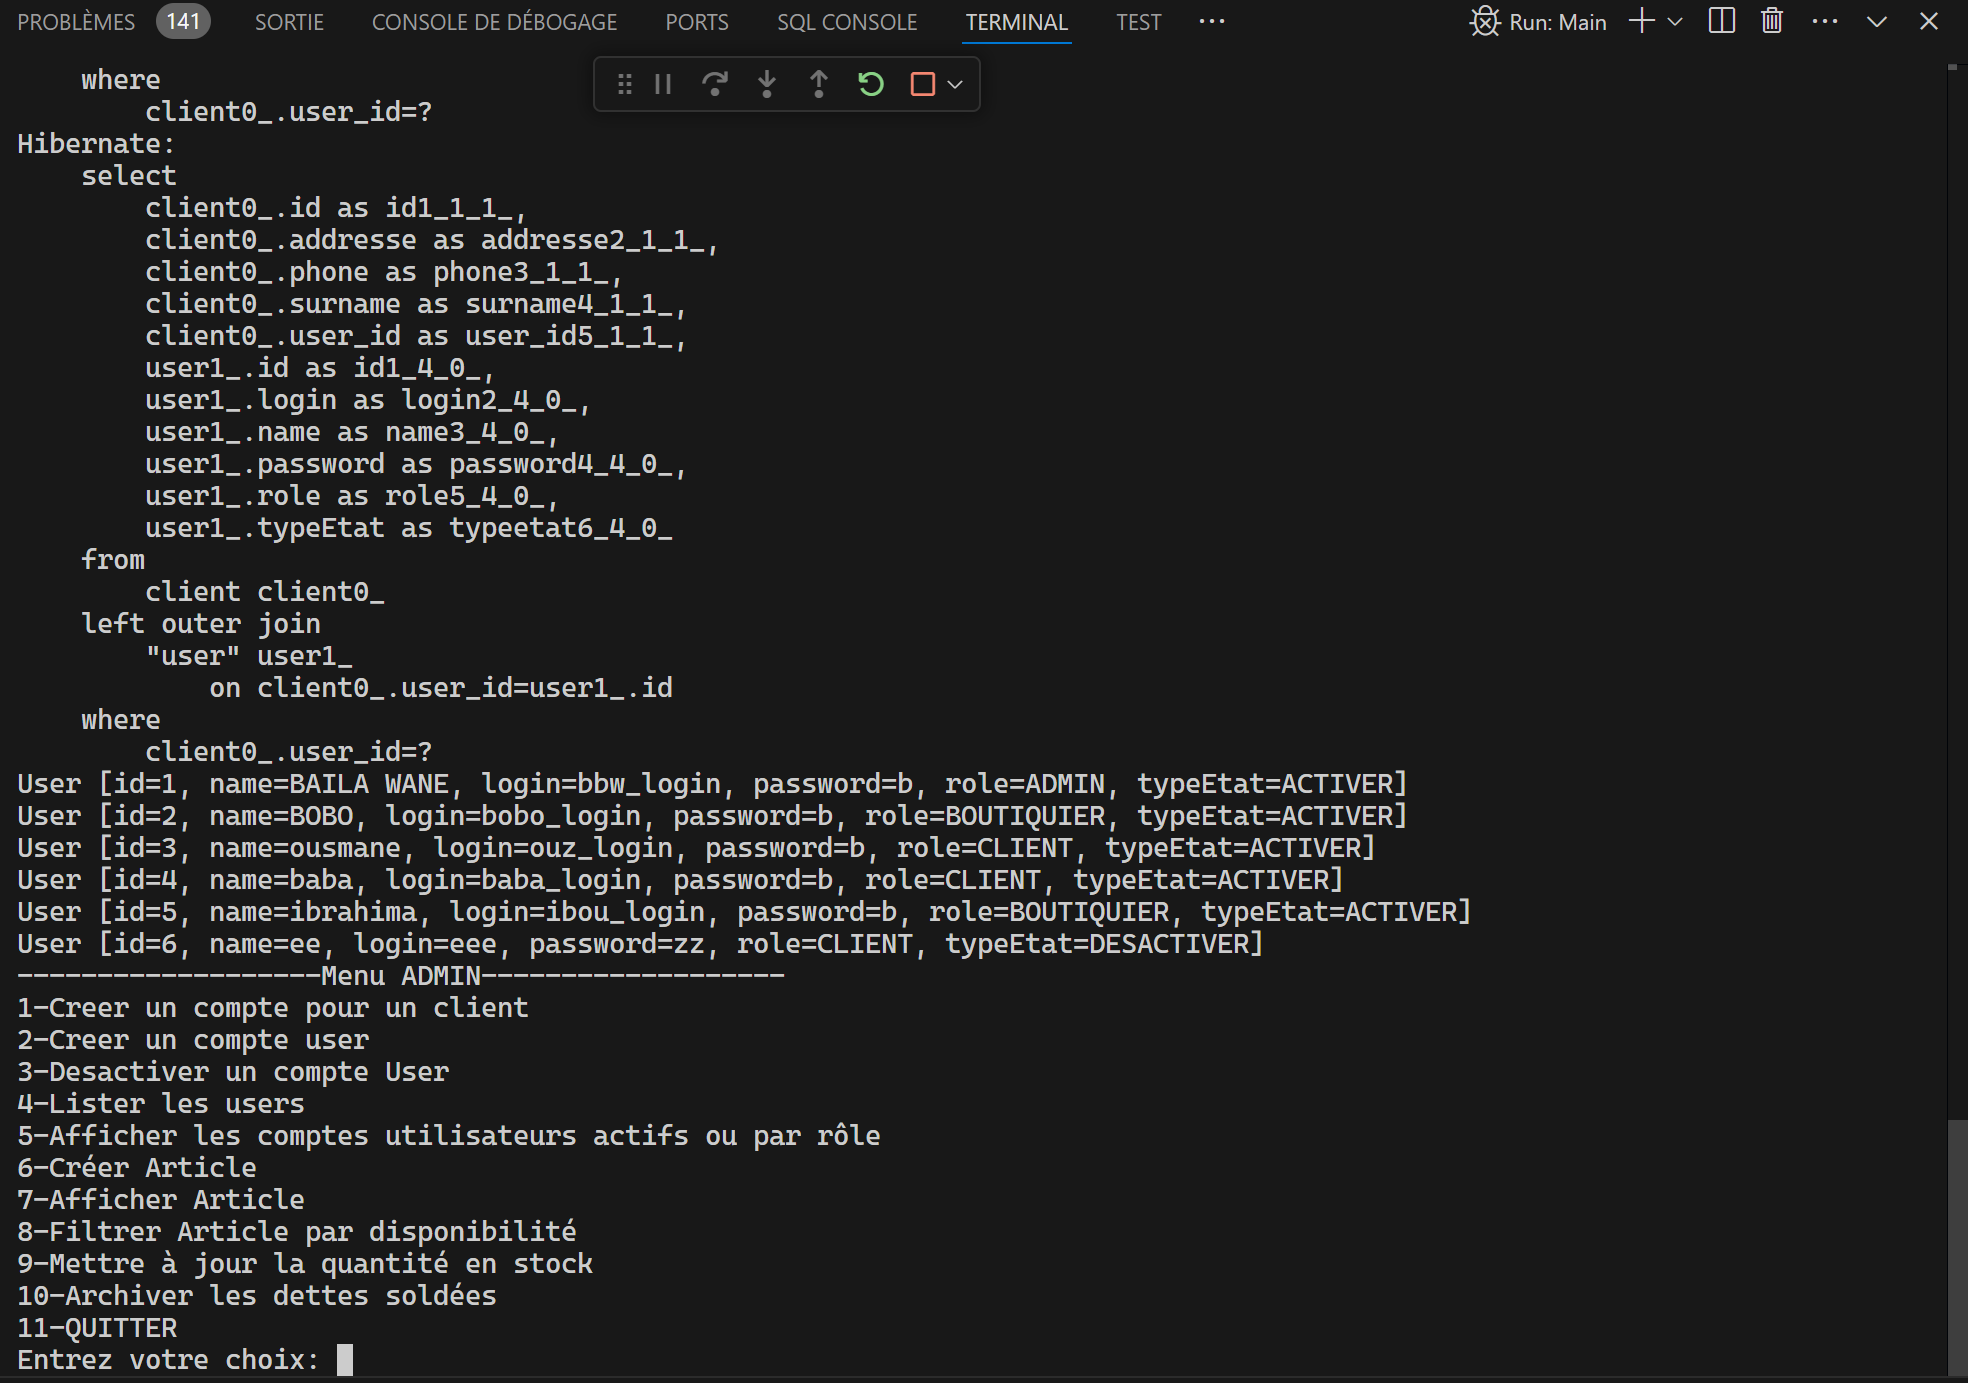 PROBLÈMES 141 SORTIE CONSOLE DE DÉBOGAGE PORTS SQL CONSOLE TERMINAL TEST ··· Run: Main
    where
        client0_.user_id=?
Hibernate:
    select
        client0_.id as id1_1_1_,
        client0_.addresse as addresse2_1_1_,
        client0_.phone as phone3_1_1_,
        client0_.surname as surname4_1_1_,
        client0_.user_id as user_id5_1_1_,
        user1_.id as id1_4_0_,
        user1_.login as login2_4_0_,
        user1_.name as name3_4_0_,
        user1_.password as password4_4_0_,
        user1_.role as role5_4_0_,
        user1_.typeEtat as typeetat6_4_0_
    from
        client client0_
    left outer join
        "user" user1_
            on client0_.user_id=user1_.id
    where
        client0_.user_id=?
User [id=1, name=BAILA WANE, login=bbw_login, password=b, role=ADMIN, typeEtat=ACTIVER]
User [id=2, name=BOBO, login=bobo_login, password=b, role=BOUTIQUIER, typeEtat=ACTIVER]
User [id=3, name=ousmane, login=ouz_login, password=b, role=CLIENT, typeEtat=ACTIVER]
User [id=4, name=baba, login=baba_login, password=b, role=CLIENT, typeEtat=ACTIVER]
User [id=5, name=ibrahima, login=ibou_login, password=b, role=BOUTIQUIER, typeEtat=ACTIVER]
User [id=6, name=ee, login=eee, password=zz, role=CLIENT, typeEtat=DESACTIVER]
-------------------Menu ADMIN-------------------
1-Creer un compte pour un client
2-Creer un compte user
3-Desactiver un compte User
4-Lister les users
5-Afficher les comptes utilisateurs actifs ou par rôle
6-Créer Article
7-Afficher Article
8-Filtrer Article par disponibilité
9-Mettre à jour la quantité en stock
10-Archiver les dettes soldées
11-QUITTER
Entrez votre choix: